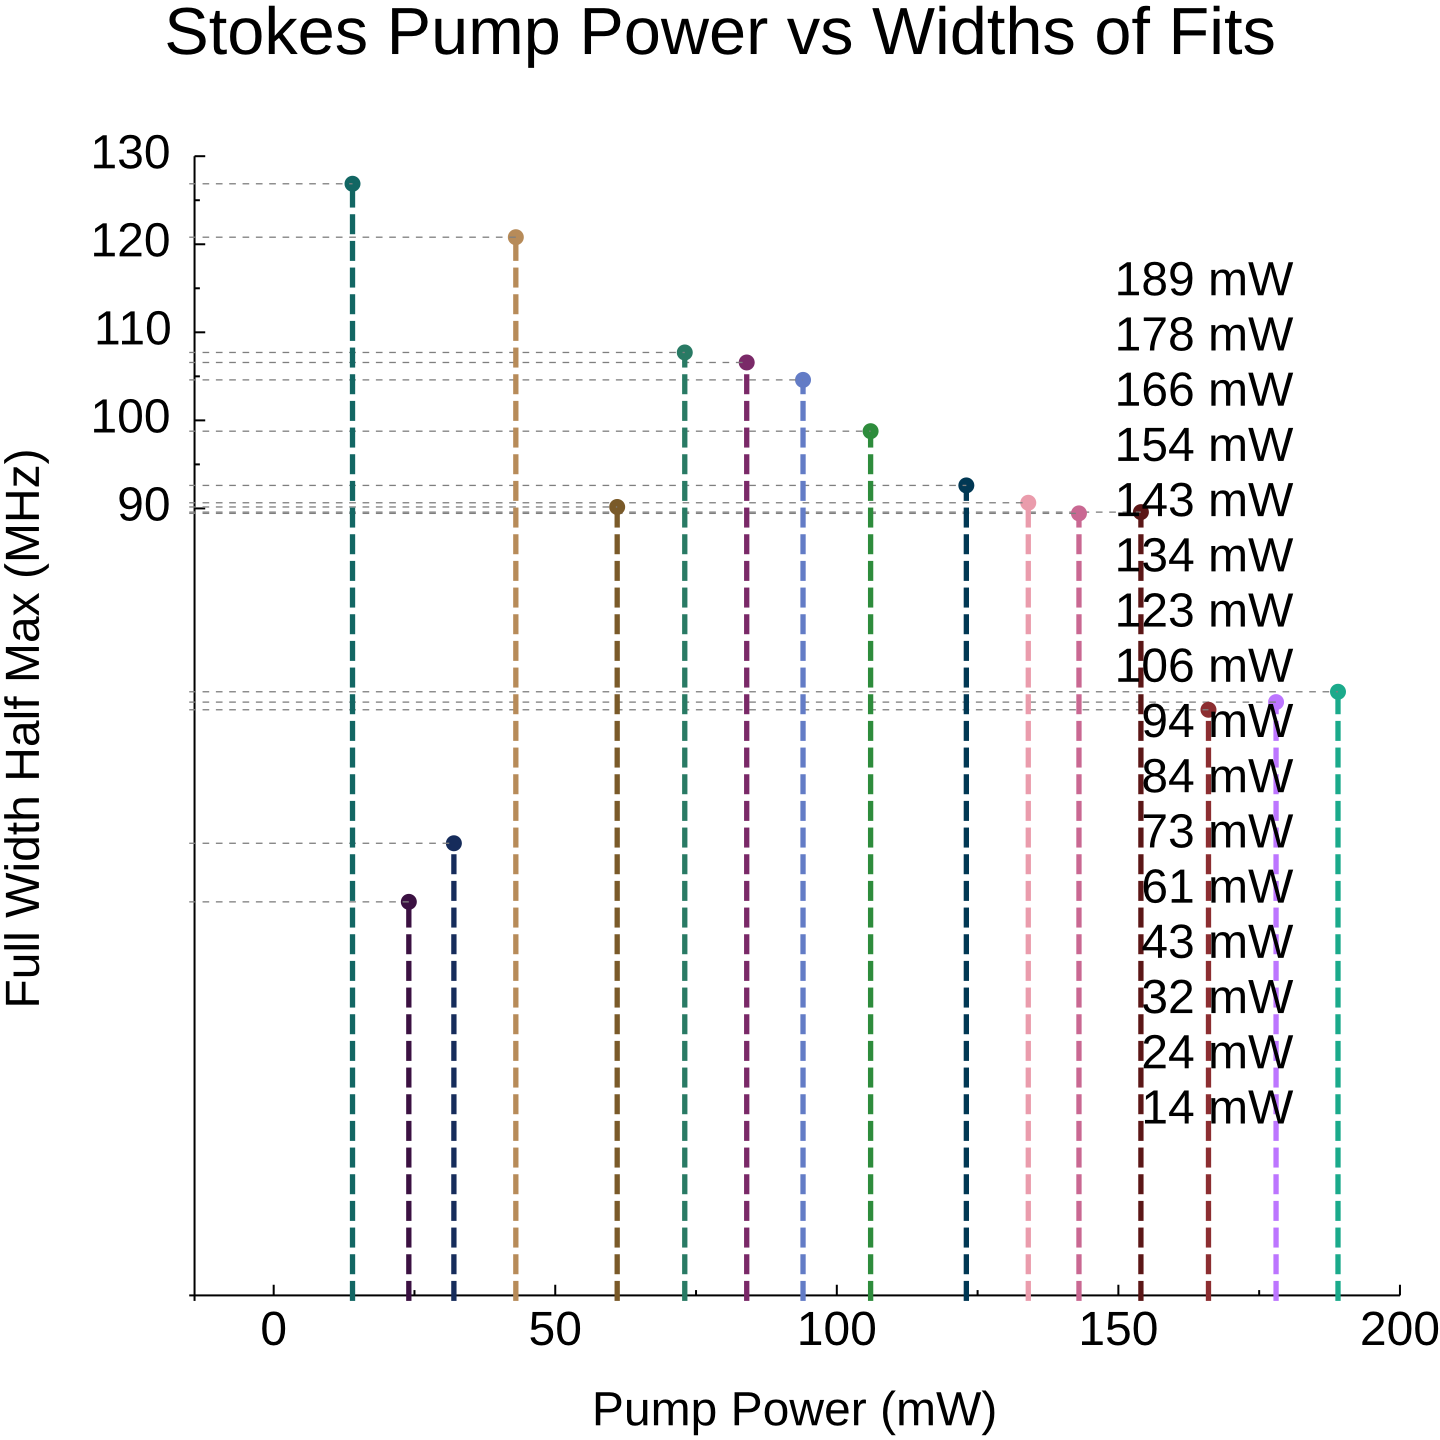 Stokes Pump Power vs Widths of Fits
130
120
110
100
90
Full Width Half Max (MHz)
189 mW
178 mW
166 mW
154 mW
143 mW
134 mW
123 mW
106 mW
94 mW
84 mW
73 mW
61 mW
43 mW
32 mW
24 mW
14 mW
0 50 100 150 200
Pump Power (mW)